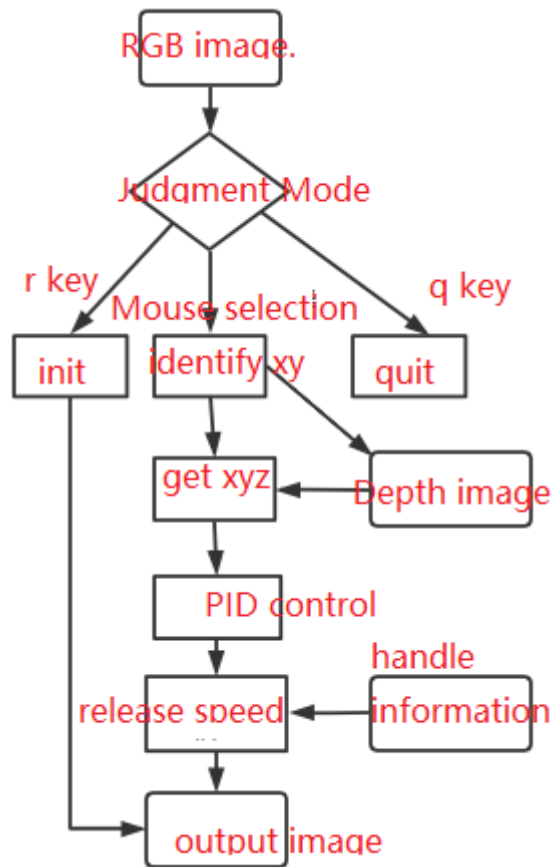 RGB image.
Judgment Mode
r key
q key
Mouse selection
init
identify xy
quit
get xyz
Depth image
PID control
handle
release speed
information
output image